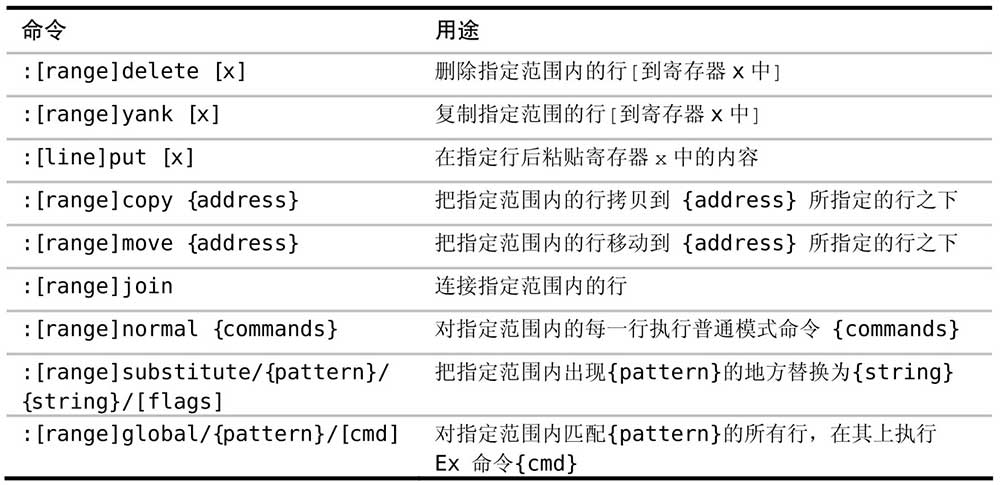 命令 用途
:[range]delete [x] 删除指定范围内的行[到寄存器 x 中]
:[range]yank [x] 复制指定范围的行[到寄存器 x 中]
:[line]put [x] 在指定行后粘贴寄存器 x 中的内容
:[range]copy {address} 把指定范围内的行拷贝到 {address} 所指定的行之下
:[range]move {address} 把指定范围内的行移动到 {address} 所指定的行之下
:[range]join 连接指定范围内的行
:[range]normal {commands} 对指定范围内的每一行执行普通模式命令 {commands}
:[range]substitute/{pattern}/ 把指定范围内出现{pattern}的地方替换为{string}
{string}/[flags]
:[range]global/{pattern}/[cmd] 对指定范围内匹配{pattern}的所有行，在其上执行
Ex 命令{cmd}